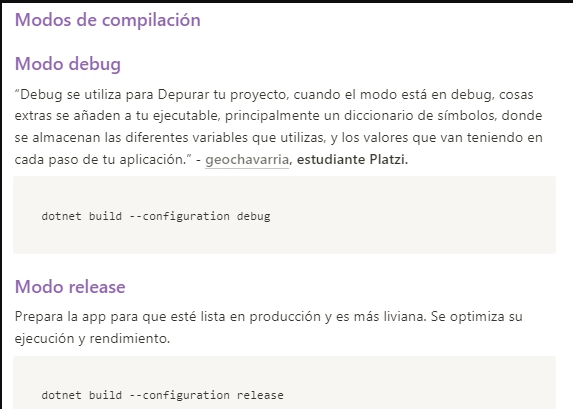 Modos de compilación
Modo debug
“Debug se utiliza para Depurar tu proyecto, cuando el modo está en debug, cosas
extras se añaden a tu ejecutable, principalmente un diccionario de símbolos, donde
se almacenan las diferentes variables que utilizas, y los valores que van teniendo en
cada paso de tu aplicación.” - geochavarria, estudiante Platzi.
dotnet build --configuration debug
Modo release
Prepara la app para que esté lista en producción y es más liviana. Se optimiza su
ejecución y rendimiento.
dotnet build --configuration release